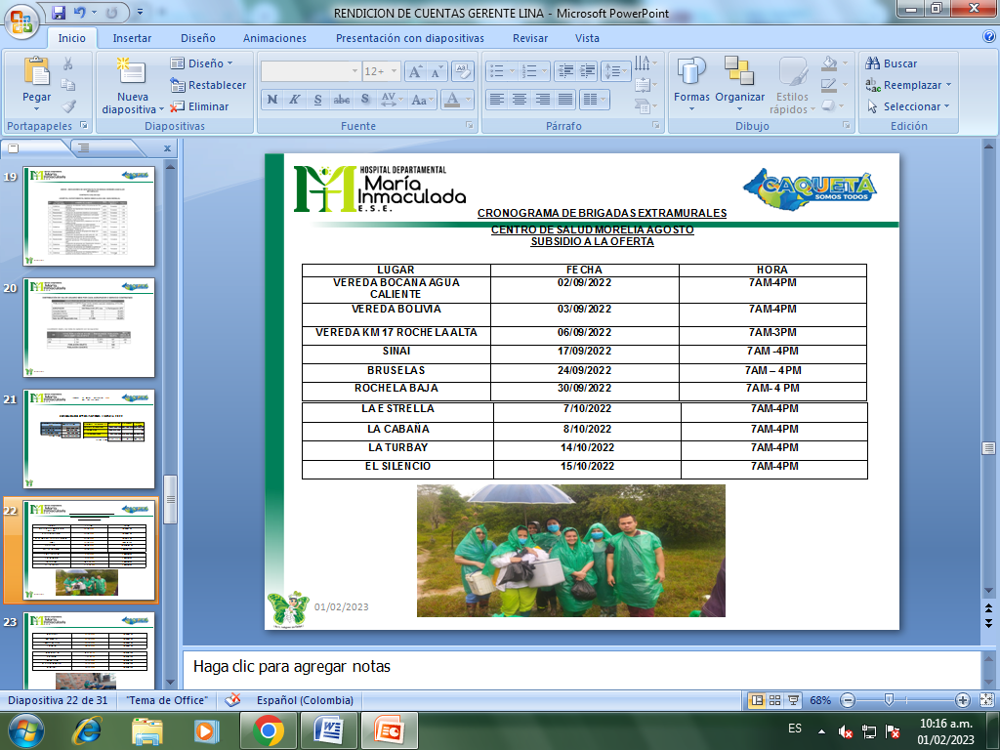 RENDICION DE CUENTAS GERENTE LINA - Microsoft PowerPoint
Inicio Insertar Diseño Animaciones Presentación con diapositivas Revisar Vista
Pegar
Portapapeles
Nueva diapositiva
Diseño
Restablecer
Eliminar
Diapositivas
12+
N K S abc S AV Aa A
Fuente
Párrafo
Formas
Organizar
Estilos rápidos
Dibujo
Buscar
Reemplazar
Seleccionar
Edición
19
20
21
22
23
HOSPITAL DEPARTAMENTAL
María
Inmaculada
E.S.E.
CAQUETÁ
SOMOS TODOS
CRONOGRAMA DE BRIGADAS EXTRAMURALES
CENTRO DE SALUD MORELIA AGOSTO
SUBSIDIO A LA OFERTA
LUGAR FECHA HORA
VEREDA BOCANA AGUA CALIENTE 02/09/2022 7AM-4PM
VEREDA BOLIVIA 03/09/2022 7AM-4PM
VEREDA KM 17 ROCHE LA ALTA 06/09/2022 7AM-3PM
SINAI 17/09/2022 7AM -4PM
BRUSELAS 24/09/2022 7AM – 4PM
ROCHELA BAJA 30/09/2022 7AM- 4 PM
LA E STRELLA 7/10/2022 7AM-4PM
LA CABAÑA 8/10/2022 7AM-4PM
LA TURBAY 14/10/2022 7AM-4PM
EL SILENCIO 15/10/2022 7AM-4PM
01/02/2023
Haga clic para agregar notas
Diapositiva 22 de 31 "Tema de Office" Español (Colombia) 68%
ES 10:16 a.m.
01/02/2023